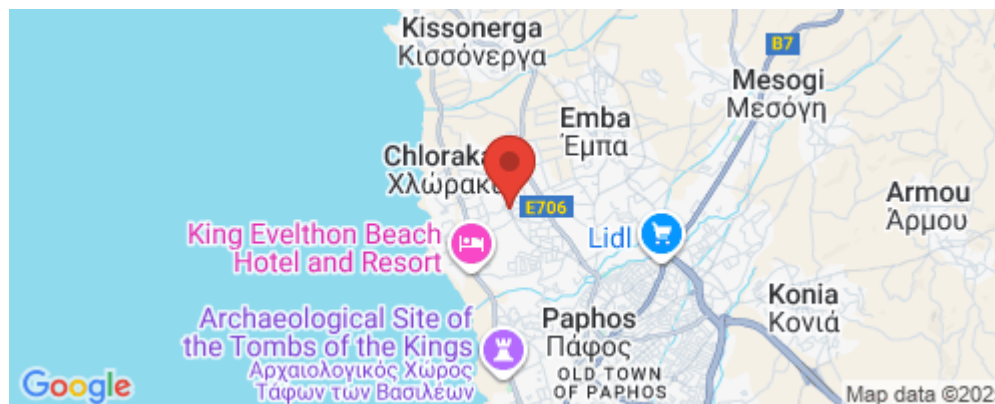 Kissonerga
Κισσόνεργα
B7
Mesogi
Μεσόγη
Emba
Έμπα
Chloraka
Χλώρακα
E706
Armou
Άρμου
King Evelthon Beach
Hotel and Resort
Lidl
Konia
Κονιά
Archaeological Site of
the Tombs of the Kings
Αρχαιολογικός Χώρος
Τάφων των Βασιλέων
Paphos
Πάφος
OLD TOWN
OF PAPHOS
Google
Map data ©202